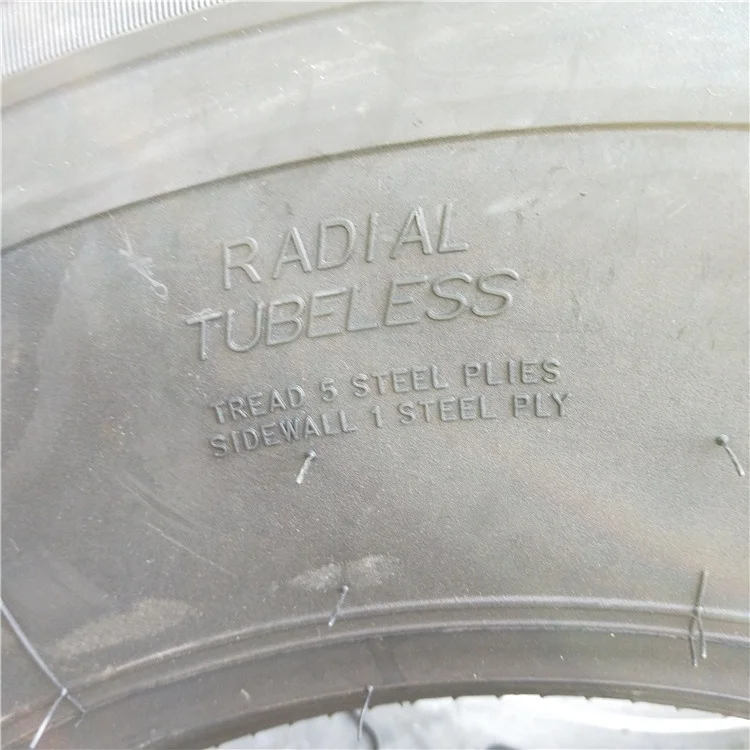 RADIAL
TUBELESS
TREAD 5 STEEL PLIES
SIDEWALL 1 STEEL PLY